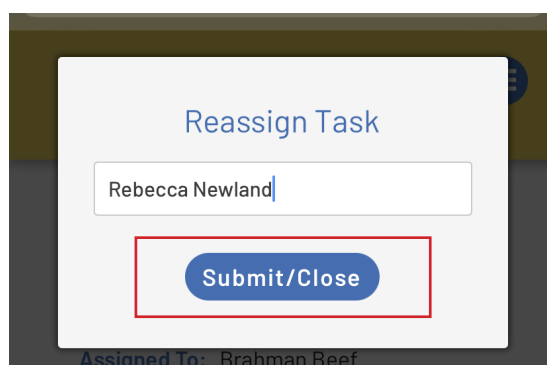 Reassign Task
Rebecca Newland
Submit/Close
Assigned To: Brahman Beef